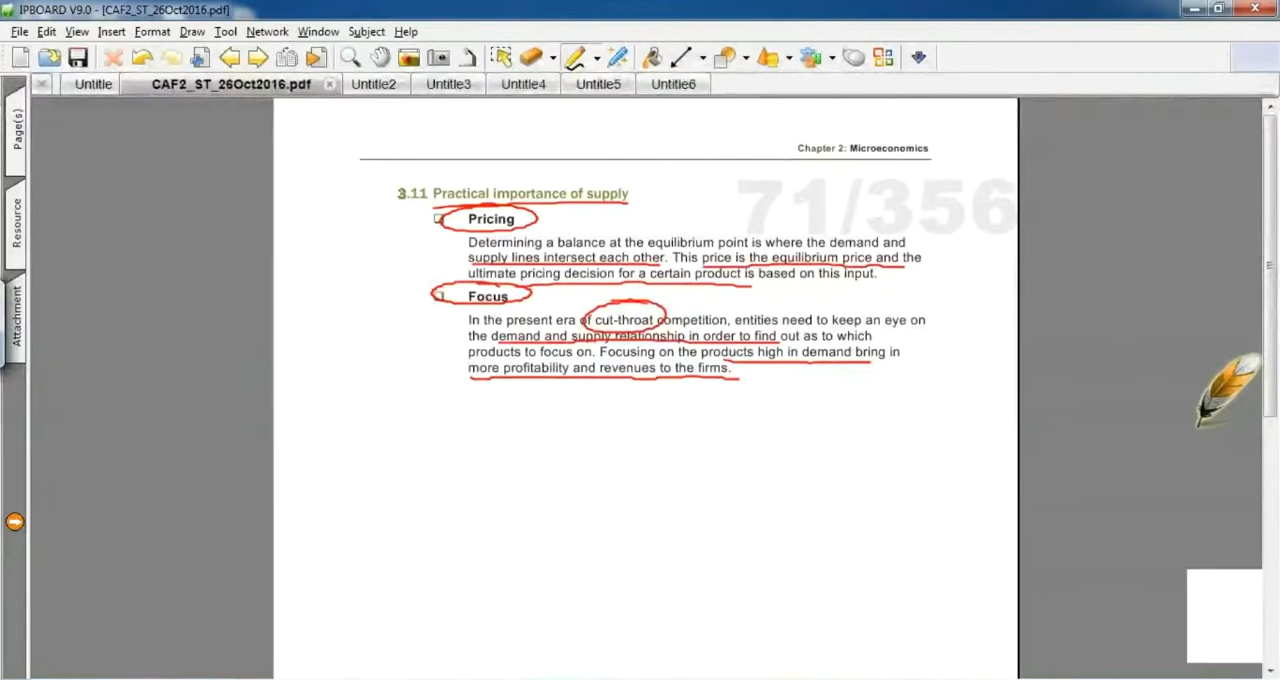 IPBOARD V9.0 - [CAF2_ST_26Oct2016.pdf]
File Edit View Insert Format Draw Tool Network Window Subject Help
Untitle CAF2_ST_26Oct2016.pdf Untitle2 Untitle3 Untitle4 Untitle5 Untitle6
Page(s)
Resource
Attachment
Chapter 2: Microeconomics
71/356
3.11 Practical importance of supply
Pricing
Determining a balance at the equilibrium point is where the demand and
supply lines intersect each other. This price is the equilibrium price and the
ultimate pricing decision for a certain product is based on this input.
Focus
In the present era of cut-throat competition, entities need to keep an eye on
the demand and supply relationship in order to find out as to which
products to focus on. Focusing on the products high in demand bring in
more profitability and revenues to the firms.